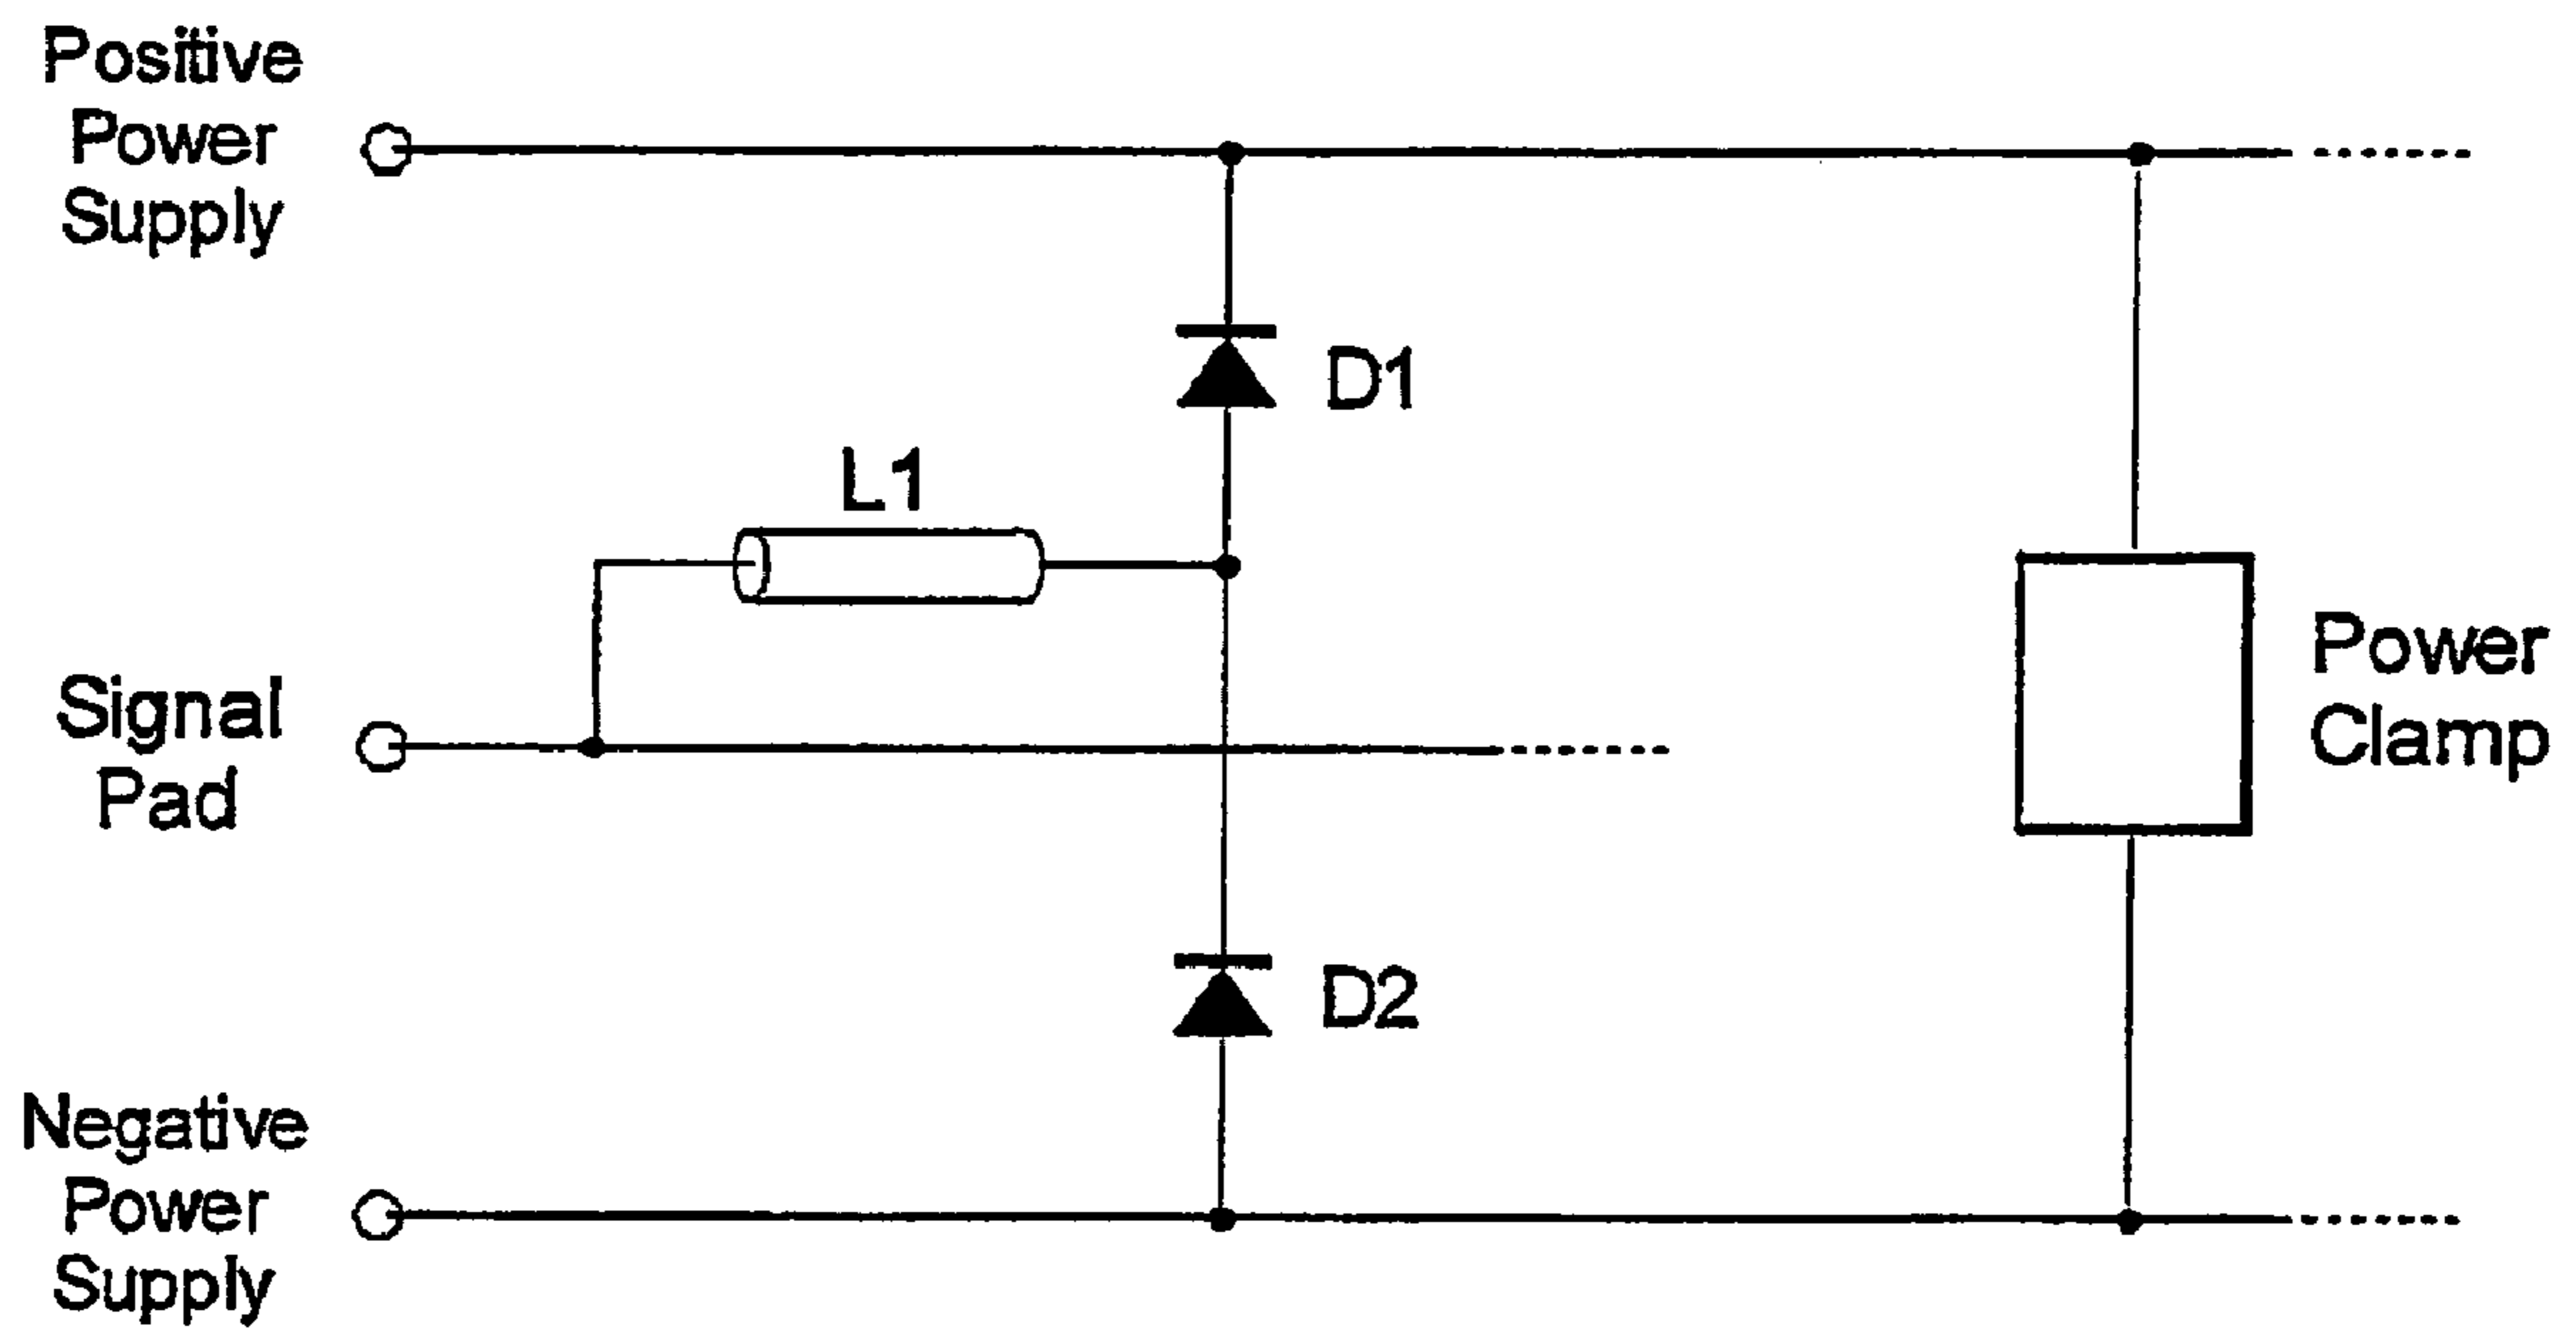 Positive
Power
Supply
D1
L1
Signal
Pad
Power
Clamp
D2
Negative
Power
Supply